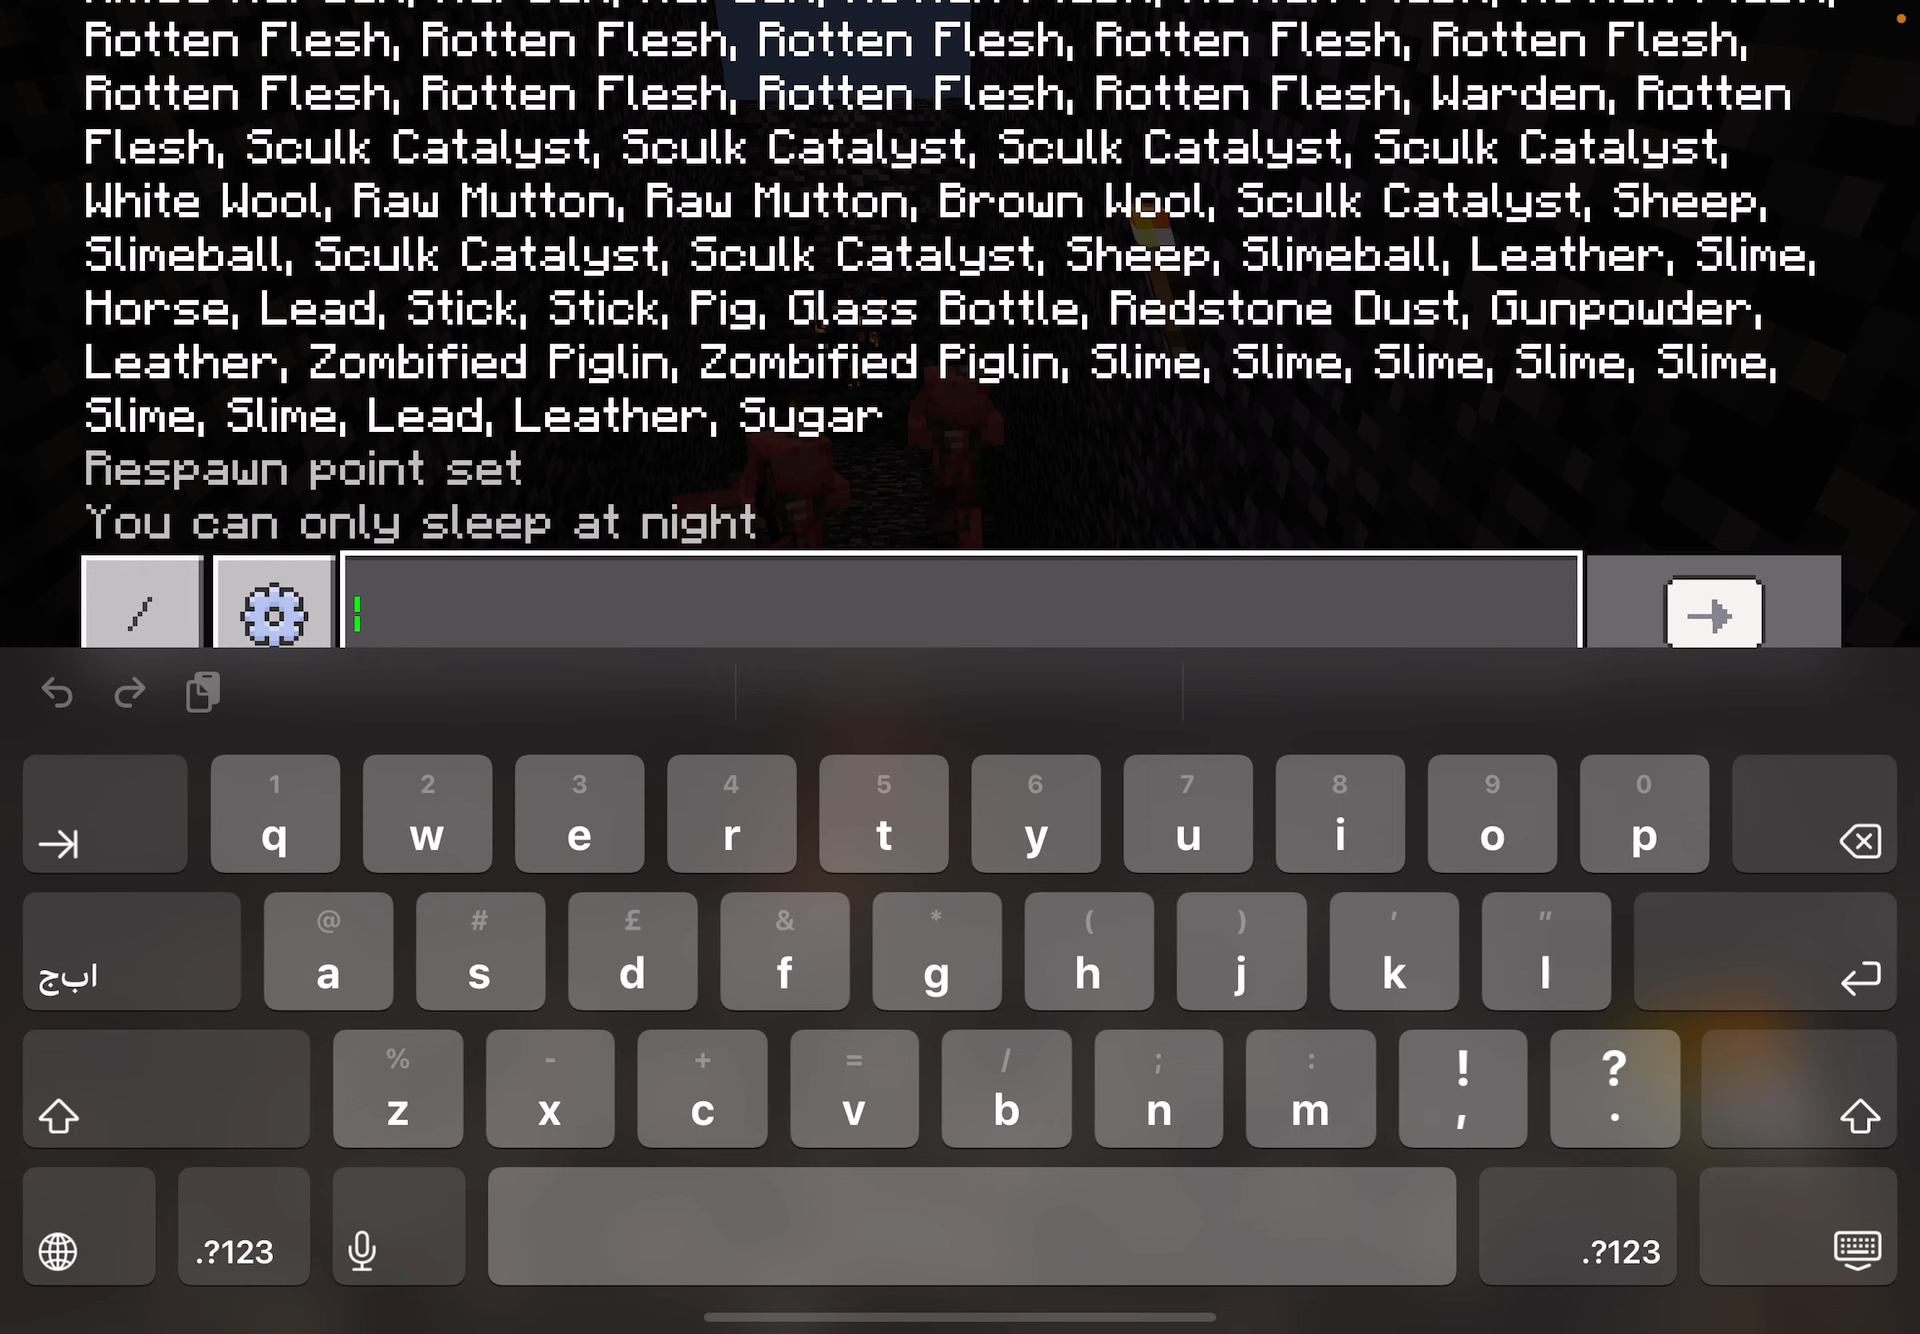 Rotten Flesh, Rotten Flesh, Rotten Flesh, Rotten Flesh, Rotten Flesh,
Rotten Flesh, Rotten Flesh, Rotten Flesh, Rotten Flesh, Warden, Rotten
Flesh, Sculk Catalyst, Sculk Catalyst, Sculk Catalyst, Sculk Catalyst,
White Wool, Raw Mutton, Raw Mutton, Brown Wool, Sculk Catalyst, Sheep,
Slimeball, Sculk Catalyst, Sculk Catalyst, Sheep, Slimeball, Leather, Slime,
Horse, Lead, Stick, Stick, Pig, Glass Bottle, Redstone Dust, Gunpowder,
Leather, Zombified Piglin, Zombified Piglin, Slime, Slime, Slime, Slime, Slime,
Slime, Slime, Lead, Leather, Sugar
Respawn point set
You can only sleep at night
/
1 2 3 4 5 6 7 8 9 0
q w e r t y u i o p
@ # £ & * ( ) ' "
ابج a s d f g h j k l
% - + = / ; : ! ?
z x c v b n m , .
.?123 .?123